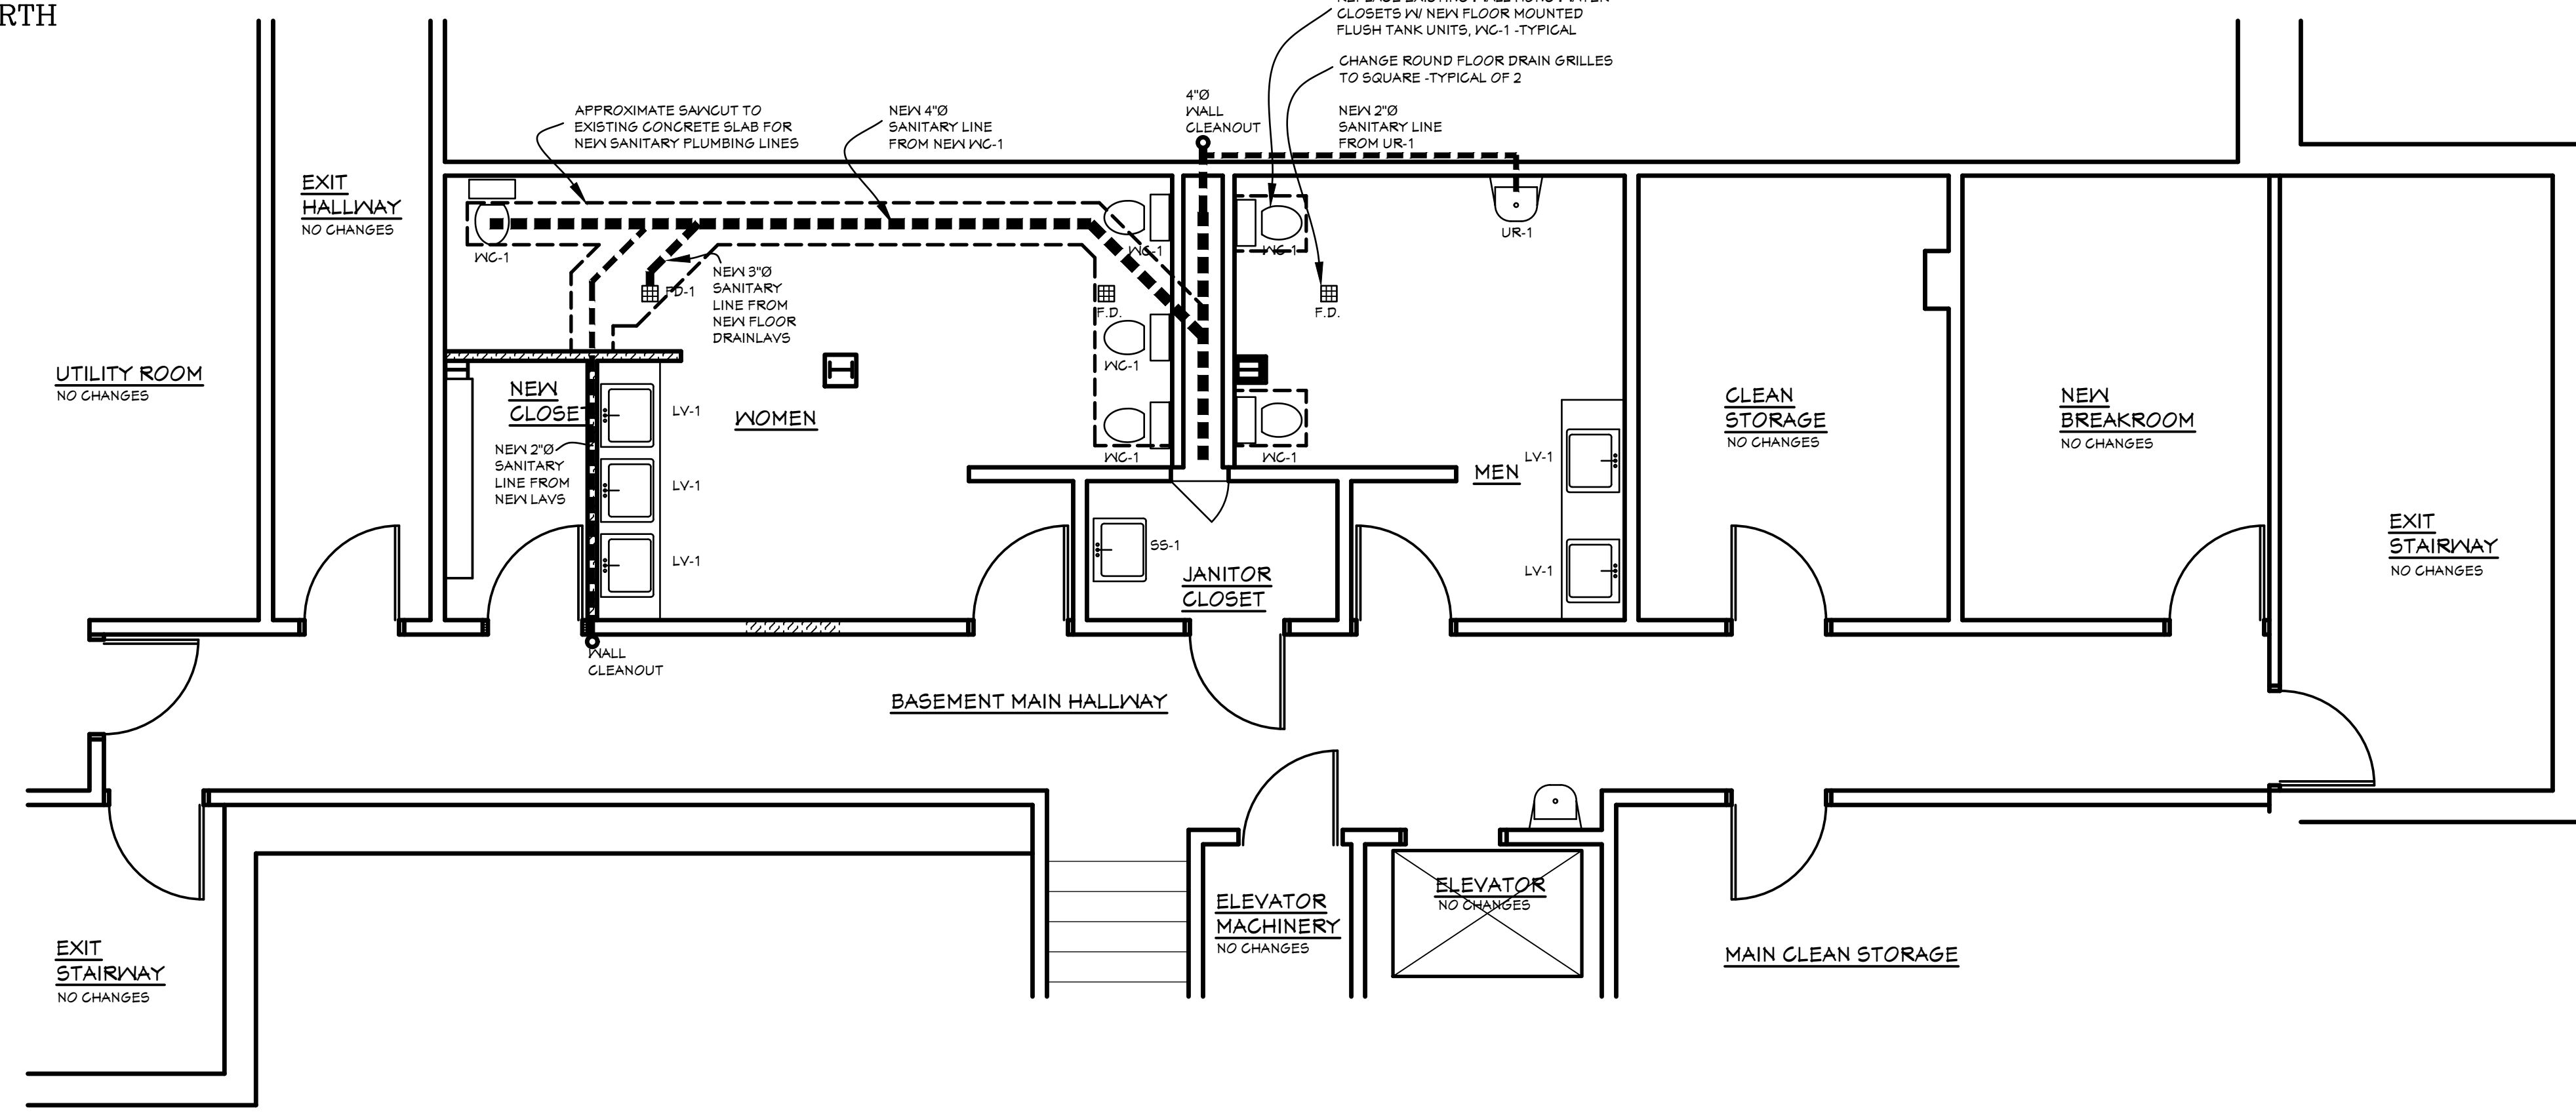 RTH
CLOSETS W/ NEW FLOOR MOUNTED
FLUSH TANK UNITS, WC-1 -TYPICAL
CHANGE ROUND FLOOR DRAIN GRILLES
TO SQUARE -TYPICAL OF 2
APPROXIMATE SAWCUT TO
EXISTING CONCRETE SLAB FOR
NEW SANITARY PLUMBING LINES
NEW 4"Ø
SANITARY LINE
FROM NEW WC-1
4"Ø
WALL
CLEANOUT
NEW 2"Ø
SANITARY LINE
FROM UR-1
EXIT
HALLWAY
NO CHANGES
WC-1
WC-1
WC-1
UR-1
NEW 3"Ø
SANITARY
LINE FROM
NEW FLOOR
DRAINLAVS
FD-1
F.D.
F.D.
WC-1
UTILITY ROOM
NO CHANGES
NEW
CLOSET
LV-1
WOMEN
NEW 2"Ø
SANITARY
LINE FROM
NEW LAVS
LV-1
LV-1
WC-1
WC-1
MEN
LV-1
LV-1
CLEAN
STORAGE
NO CHANGES
NEW
BREAKROOM
NO CHANGES
EXIT
STAIRWAY
NO CHANGES
SS-1
JANITOR
CLOSET
WALL
CLEANOUT
BASEMENT MAIN HALLWAY
ELEVATOR
NO CHANGES
ELEVATOR
MACHINERY
NO CHANGES
EXIT
STAIRWAY
NO CHANGES
MAIN CLEAN STORAGE